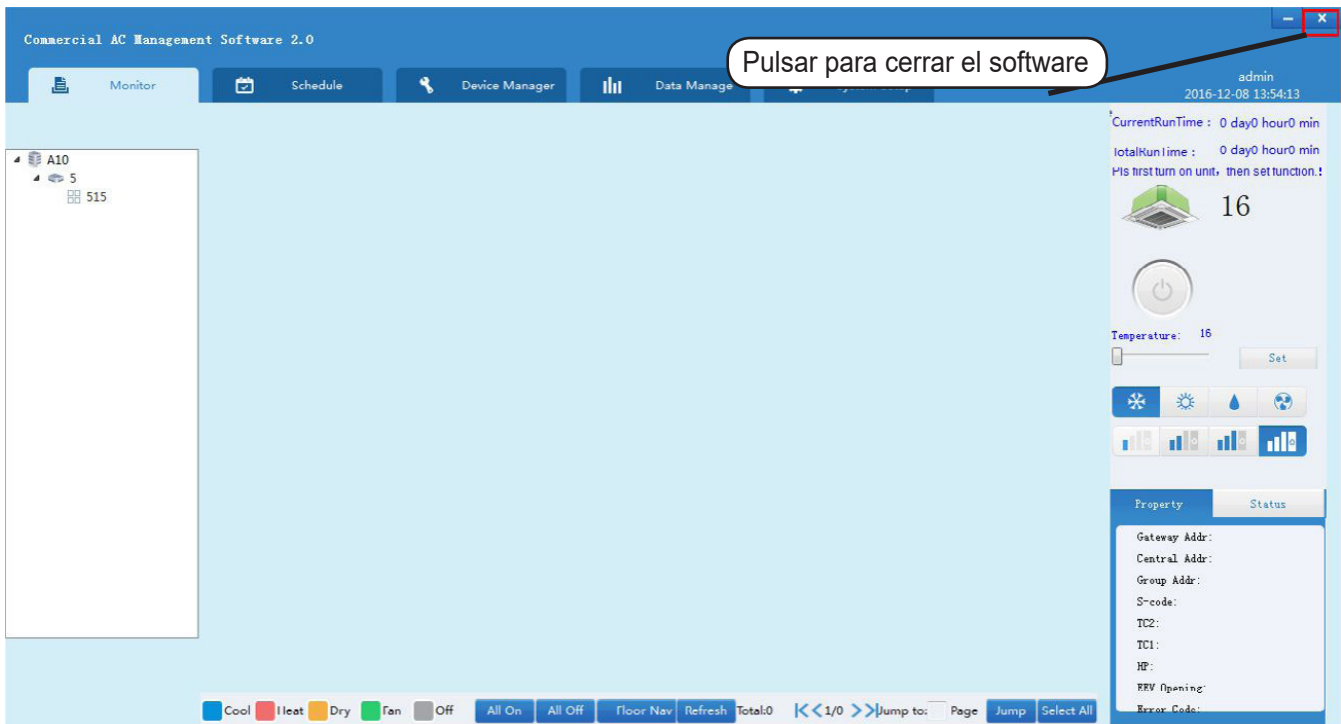 Commercial AC Management Software 2.0
Pulsar para cerrar el software
Monitor
Schedule
Device Manager
Data Manage
admin
2016-12-08 13:54:13
A10
5
515
CurrentRunTime : 0 day0 hour0 min
TotalRunTime : 0 day0 hour0 min
Pls first turn on unit, then set function.!
16
Temperature: 16
Set
Property
Status
Gateway Addr:
Central Addr:
Group Addr:
S-code:
TC2:
TC1:
HP:
EEV Opening:
Error Code:
Cool Heat Dry Fan Off All On All Off Floor Nav Refresh Total:0 1/0 Jump to: Page Jump Select All